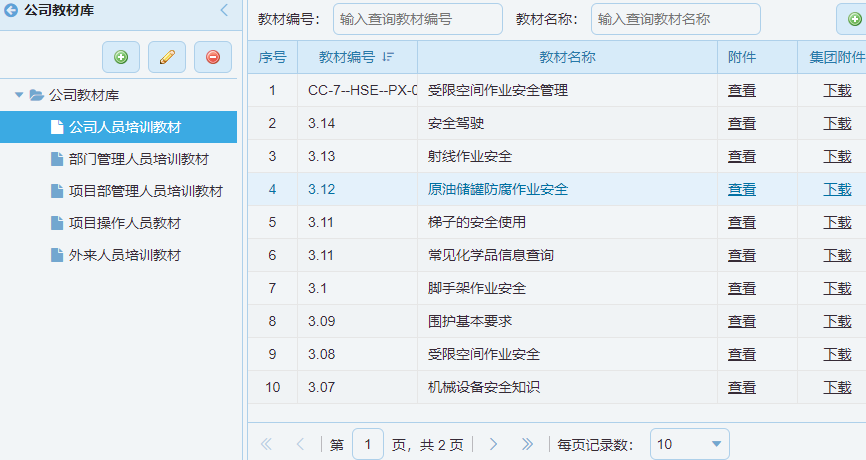 公司教材库
公司教材库
公司人员培训教材
部门管理人员培训教材
项目部管理人员培训教材
项目操作人员教材
外来人员培训教材
教材编号： 输入查询教材编号 教材名称： 输入查询教材名称
序号 教材编号 教材名称 附件 集团附件
1 CC-7--HSE--PX-0 受限空间作业安全管理 查看 下载
2 3.14 安全驾驶 查看 下载
3 3.13 射线作业安全 查看 下载
4 3.12 原油储罐防腐作业安全 查看 下载
5 3.11 梯子的安全使用 查看 下载
6 3.11 常见化学品信息查询 查看 下载
7 3.1 脚手架作业安全 查看 下载
8 3.09 围护基本要求 查看 下载
9 3.08 受限空间作业安全 查看 下载
10 3.07 机械设备安全知识 查看 下载
第 1 页，共 2 页 每页记录数： 10